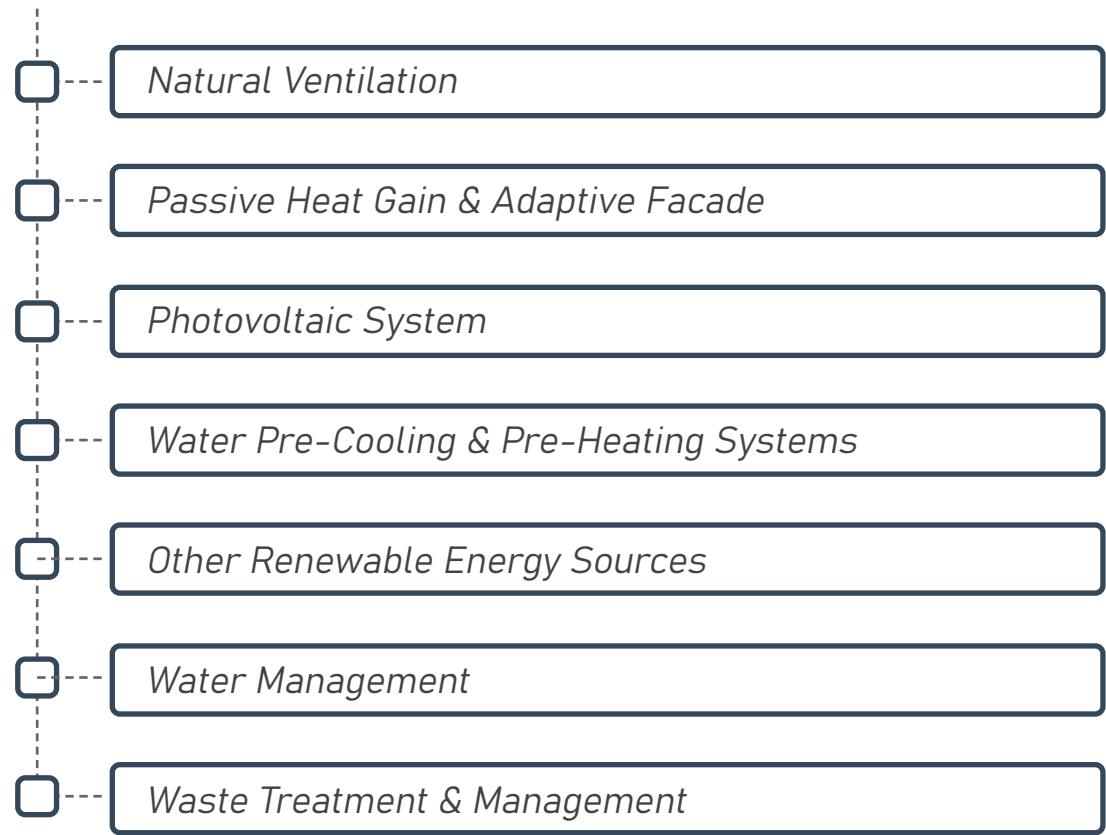 Natural Ventilation
Passive Heat Gain & Adaptive Facade
Photovoltaic System
Water Pre-Cooling & Pre-Heating Systems
Other Renewable Energy Sources
Water Management
Waste Treatment & Management